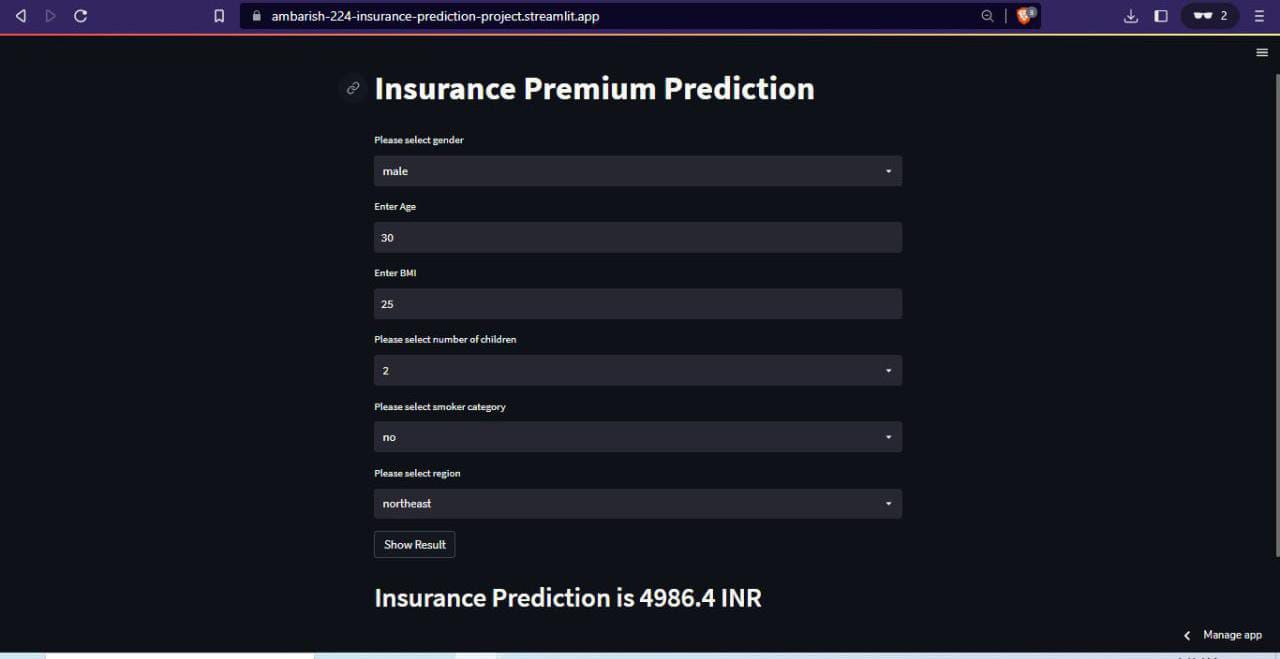 ambarish-224-insurance-prediction-project.streamlit.app
3
2
Insurance Premium Prediction
Please select gender
male
Enter Age
30
Enter BMI
25
Please select number of children
2
Please select smoker category
no
Please select region
northeast
Show Result
Insurance Prediction is 4986.4 INR
Manage app